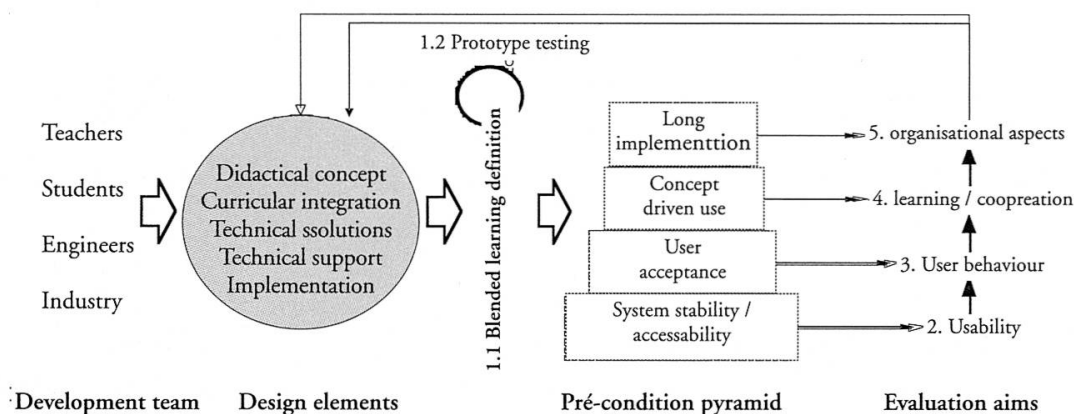 1.2 Prototype testing
Teachers
Students
Engineers
Industry
Didactical concept
Curricular integration
Technical ssolutions
Technical support
Implementation
1.1 Blended learning definition
Long
implementtion
Concept
driven use
User
acceptance
System stability /
accessability
5. organisational aspects
4. learning / coopreation
3. User behaviour
2. Usability
Development team
Design elements
Pré-condition pyramid
Evaluation aims